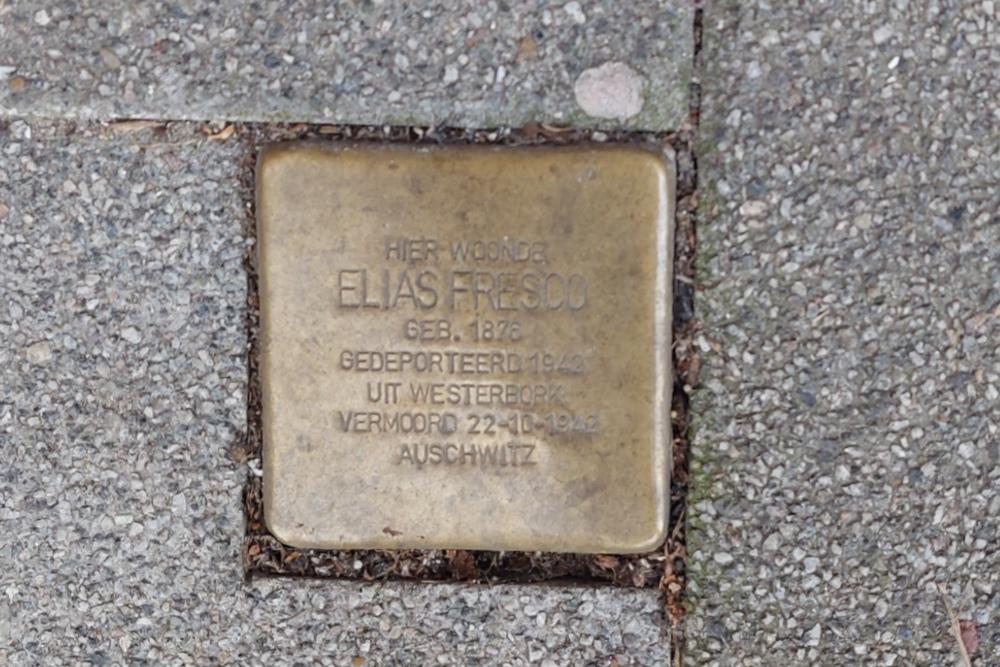 HIER WOONDE
ELIAS FRESCO
GEB. 1876
GEDEPORTEERD 1942
UIT WESTERBORK
VERMOORD 22-10-1942
AUSCHWITZ